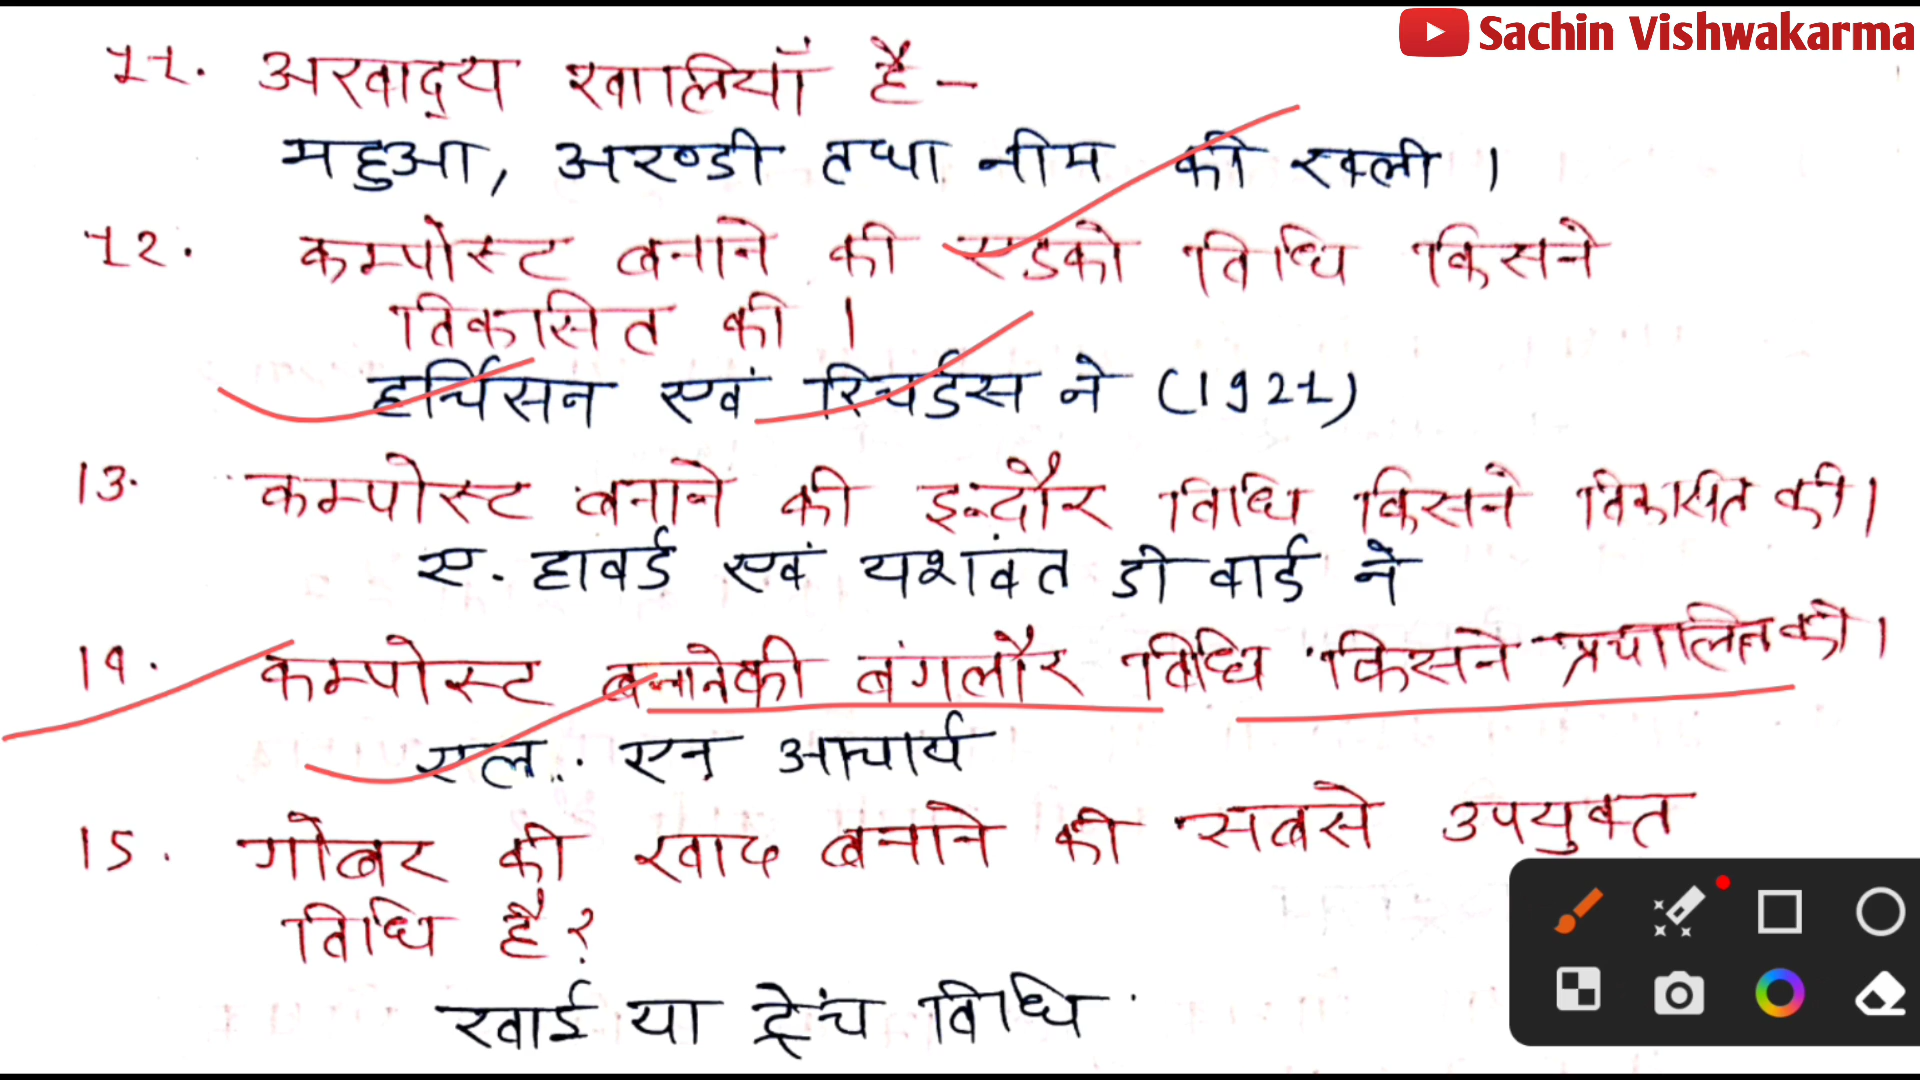 Sachin Vishwakarma
11. अखाद्य खालियाँ है -
महुआ, अरण्डी तथा नीम की खली ।
12. कम्पोस्ट बनाने की एडको विधि किसने
विकसित की ।
हर्चिसन एवं रिचर्डस ने (1921)
13. कम्पोस्ट बनाने की इन्दौर विधि किसने विकसित की ।
ए. हावर्ड एवं यशवंत डी वार्ड ने
14. कम्पोस्ट बनाने की बंगलौर विधि किसने प्रचालित की ।
एल. एन आचार्य
15. गोबर की खाद बनाने की सबसे उपयुक्त
विधि है ?
खाई या ट्रेंच विधि